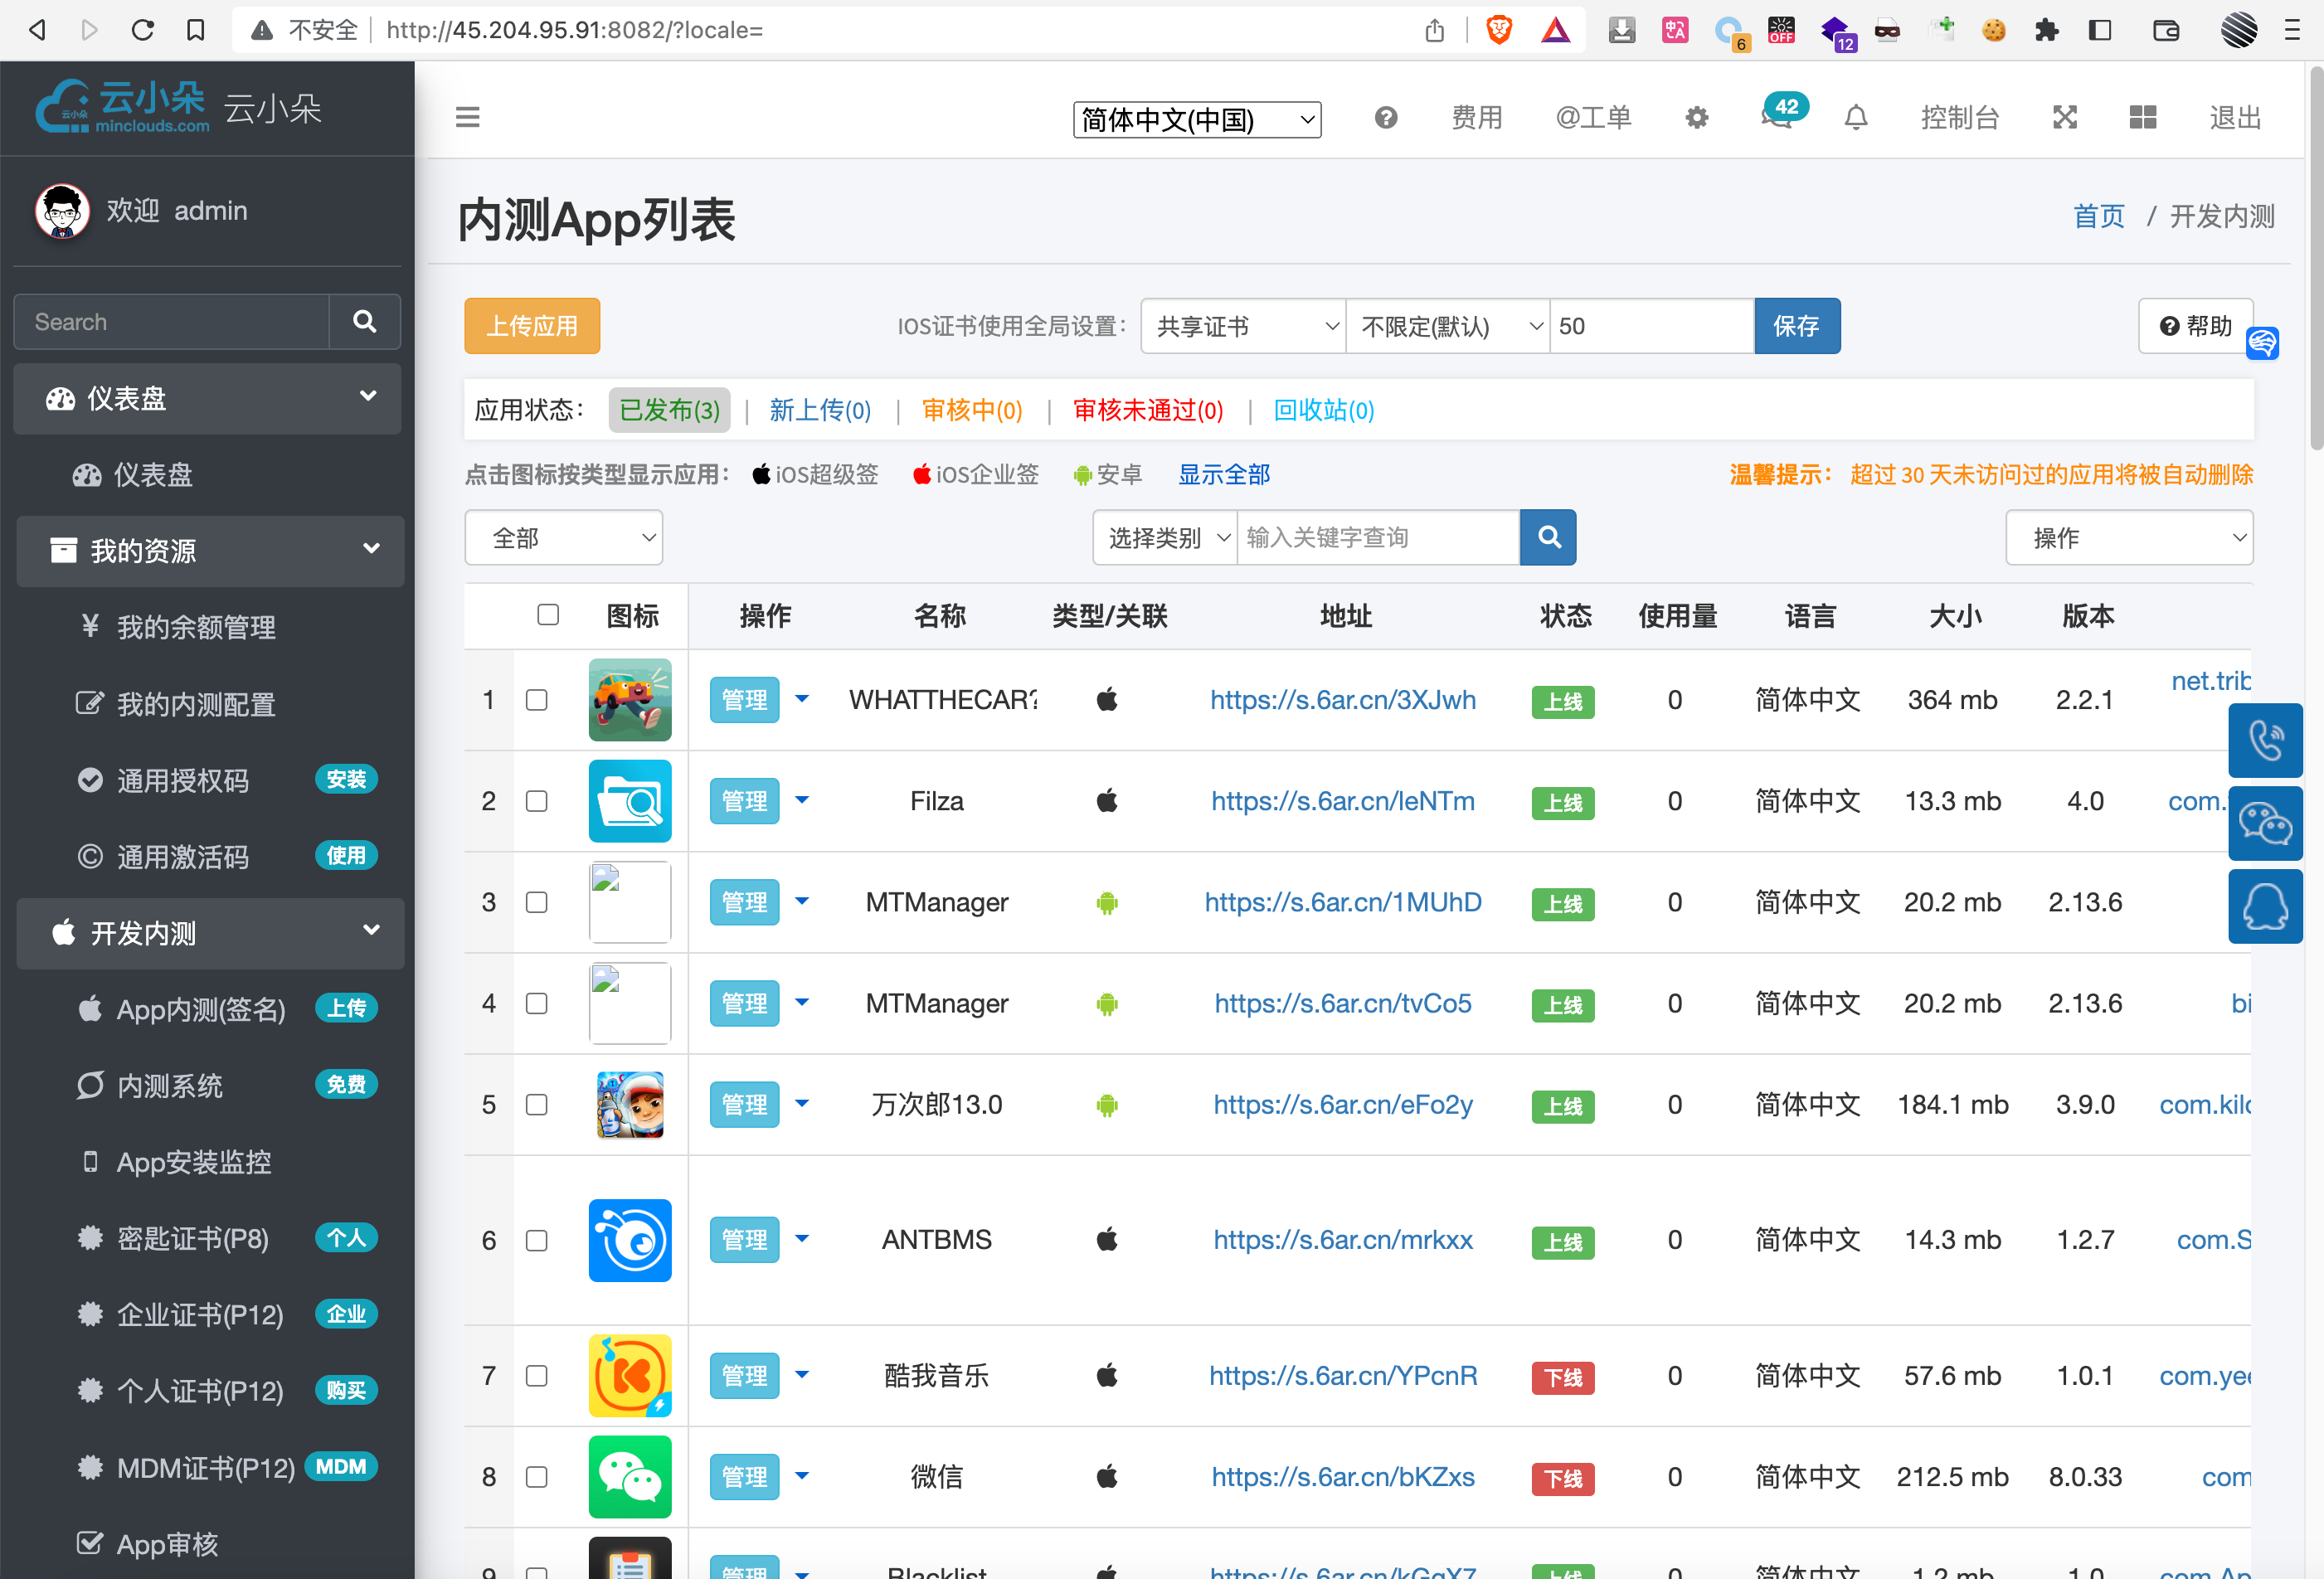 不安全 http://45.204.95.91:8082/?locale=
6 OFF 12
云小朵 minclouds.com 云小朵
简体中文(中国) 费用 @工单 42 控制台 退出
欢迎 admin
Search
仪表盘
仪表盘
我的资源
我的余额管理
我的内测配置
通用授权码 安装
通用激活码 使用
开发内测
App内测(签名) 上传
内测系统 免费
App安装监控
密匙证书(P8) 个人
企业证书(P12) 企业
个人证书(P12) 购买
MDM证书(P12) MDM
App审核
内测App列表
首页 / 开发内测
上传应用 IOS证书使用全局设置: 共享证书 不限定(默认) 50 保存 帮助
应用状态: 已发布(3) | 新上传(0) | 审核中(0) | 审核未通过(0) | 回收站(0)
点击图标按类型显示应用: iOS超级签 iOS企业签 安卓 显示全部 温馨提示: 超过 30 天未访问过的应用将被自动删除
全部 选择类别 输入关键字查询 操作
图标 操作 名称 类型/关联 地址 状态 使用量 语言 大小 版本
1 管理 WHATTHECAR? https://s.6ar.cn/3XJwh 上线 0 简体中文 364 mb 2.2.1 net.trib
2 管理 Filza https://s.6ar.cn/leNTm 上线 0 简体中文 13.3 mb 4.0 com.
3 管理 MTManager https://s.6ar.cn/1MUhD 上线 0 简体中文 20.2 mb 2.13.6
4 管理 MTManager https://s.6ar.cn/tvCo5 上线 0 简体中文 20.2 mb 2.13.6 bi
5 管理 万次郎13.0 https://s.6ar.cn/eFo2y 上线 0 简体中文 184.1 mb 3.9.0 com.kilo
6 管理 ANTBMS https://s.6ar.cn/mrkxx 上线 0 简体中文 14.3 mb 1.2.7 com.S
7 管理 酷我音乐 https://s.6ar.cn/YPcnR 下线 0 简体中文 57.6 mb 1.0.1 com.yee
8 管理 微信 https://s.6ar.cn/bKZxs 下线 0 简体中文 212.5 mb 8.0.33 com
9 管理 Blacklist https://s.6ar.cn/kGgX7 上线 0 简体中文 1.2 mb 1.0 com.Ap